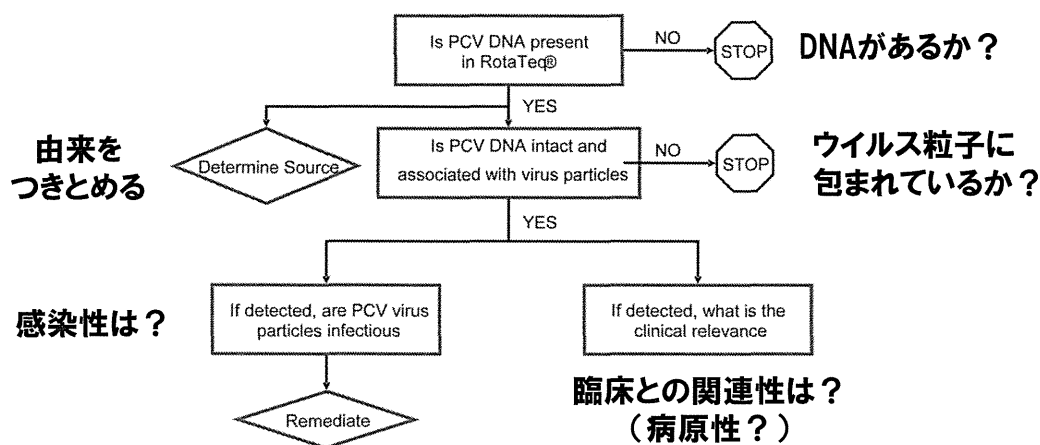 Is PCV DNA present
in RotaTeq®
NO
STOP
DNAがあるか？
YES
由来を
つきとめる
Determine Source
Is PCV DNA intact and
associated with virus particles
NO
STOP
ウイルス粒子に
包まれているか？
YES
感染性は？
If detected, are PCV virus
particles infectious
If detected, what is the
clinical relevance
臨床との関連性は？
（病原性？）
Remediate